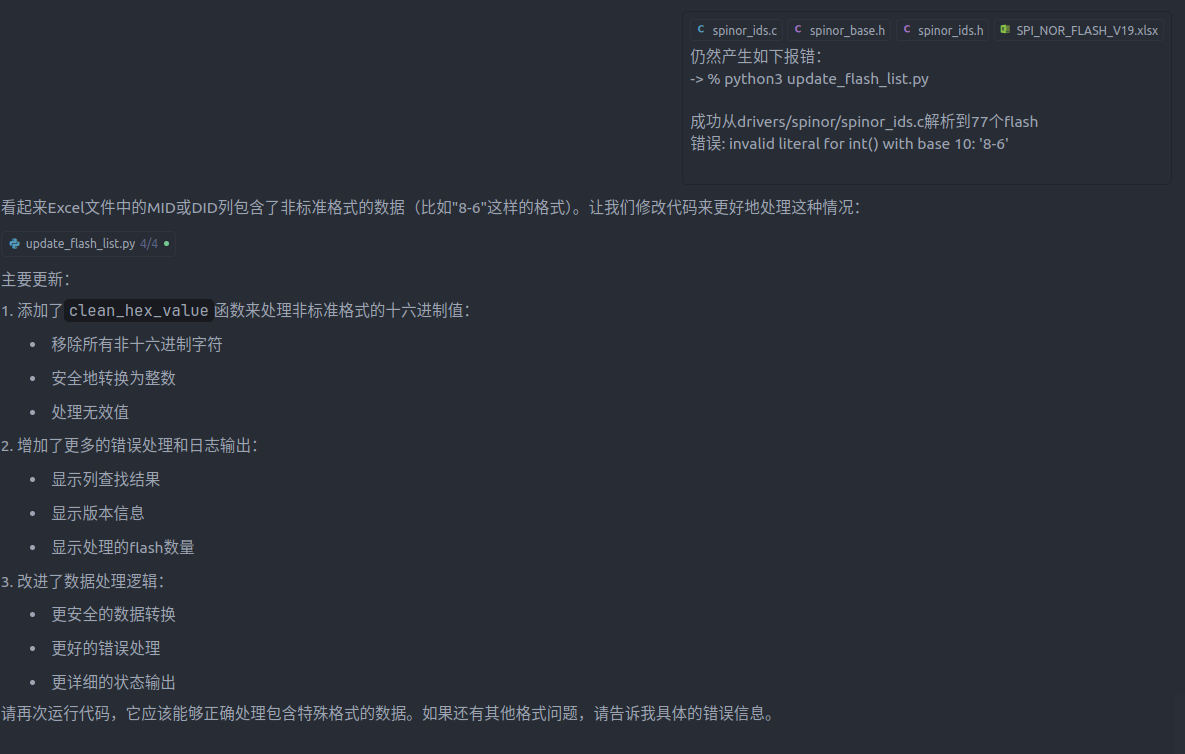 spinor_ids.c spinor_base.h spinor_ids.h SPI_NOR_FLASH_V19.xlsx
仍然产生如下报错：
-> % python3 update_flash_list.py
成功从drivers/spinor/spinor_ids.c解析到77个flash
错误: invalid literal for int() with base 10: '8-6'
看起来Excel文件中的MID或DID列包含了非标准格式的数据（比如"8-6"这样的格式）。让我们修改代码来更好地处理这种情况：
update_flash_list.py 4/4
主要更新：
1. 添加了 clean_hex_value 函数来处理非标准格式的十六进制值：
• 移除所有非十六进制字符
• 安全地转换为整数
• 处理无效值
2. 增加了更多的错误处理和日志输出：
• 显示列查找结果
• 显示版本信息
• 显示处理的flash数量
3. 改进了数据处理逻辑：
• 更安全的数据转换
• 更好的错误处理
• 更详细的状态输出
请再次运行代码，它应该能够正确处理包含特殊格式的数据。如果还有其他格式问题，请告诉我具体的错误信息。